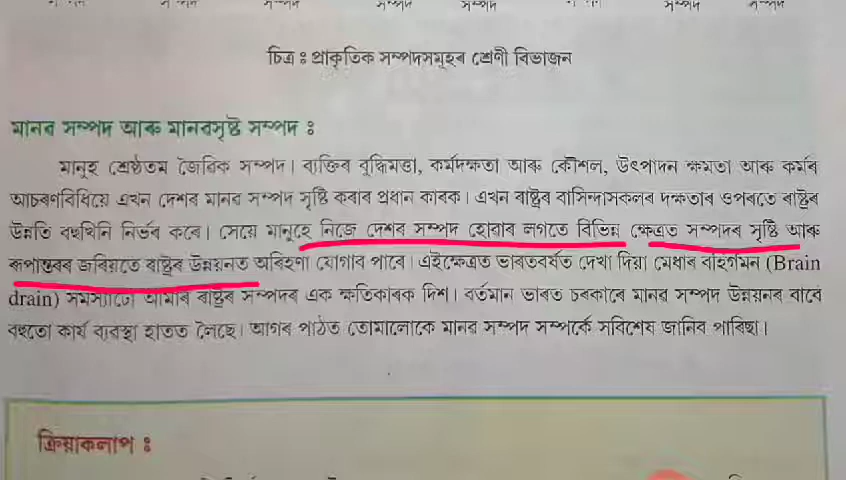 চিত্ৰ ঃ প্ৰাকৃতিক সম্পদসমূহৰ শ্ৰেণী বিভাজন
মানৱ সম্পদ আৰু মানৱসৃষ্ট সম্পদ ঃ
মানুহ শ্ৰেষ্ঠতম জৈৱিক সম্পদ। ব্যক্তিৰ বুদ্ধিমত্তা, কৰ্মদক্ষতা আৰু কৌশল, উৎপাদন ক্ষমতা আৰু কৰ্মৰ
আচৰণবিধিয়ে এখন দেশৰ মানৱ সম্পদ সৃষ্টি কৰাৰ প্ৰধান কাৰক। এখন ৰাষ্ট্ৰৰ বাসিন্দাসকলৰ দক্ষতাৰ ওপৰতে ৰাষ্ট্ৰৰ
উন্নতি বহুখিনি নিৰ্ভৰ কৰে। সেয়ে মানুহে নিজে দেশৰ সম্পদ হোৱাৰ লগতে বিভিন্ন ক্ষেত্ৰত সম্পদৰ সৃষ্টি আৰু
ৰূপান্তৰৰ জৰিয়তে ৰাষ্ট্ৰৰ উন্নয়নত অৰিহণা যোগাব পাৰে। এইক্ষেত্ৰত ভাৰতবৰ্ষত দেখা দিয়া মেধাৰ বহিৰ্গমন (Brain
drain) সমস্যাটো আমাৰ ৰাষ্ট্ৰৰ সম্পদৰ এক ক্ষতিকাৰক দিশ। বৰ্তমান ভাৰত চৰকাৰে মানৱ সম্পদ উন্নয়নৰ বাবে
বহুতো কাৰ্য ব্যৱস্থা হাতত লৈছে। আগৰ পাঠত তোমালোকে মানৱ সম্পদ সম্পৰ্কে সবিশেষ জানিব পাৰিছা।
ক্ৰিয়াকলাপ ঃ